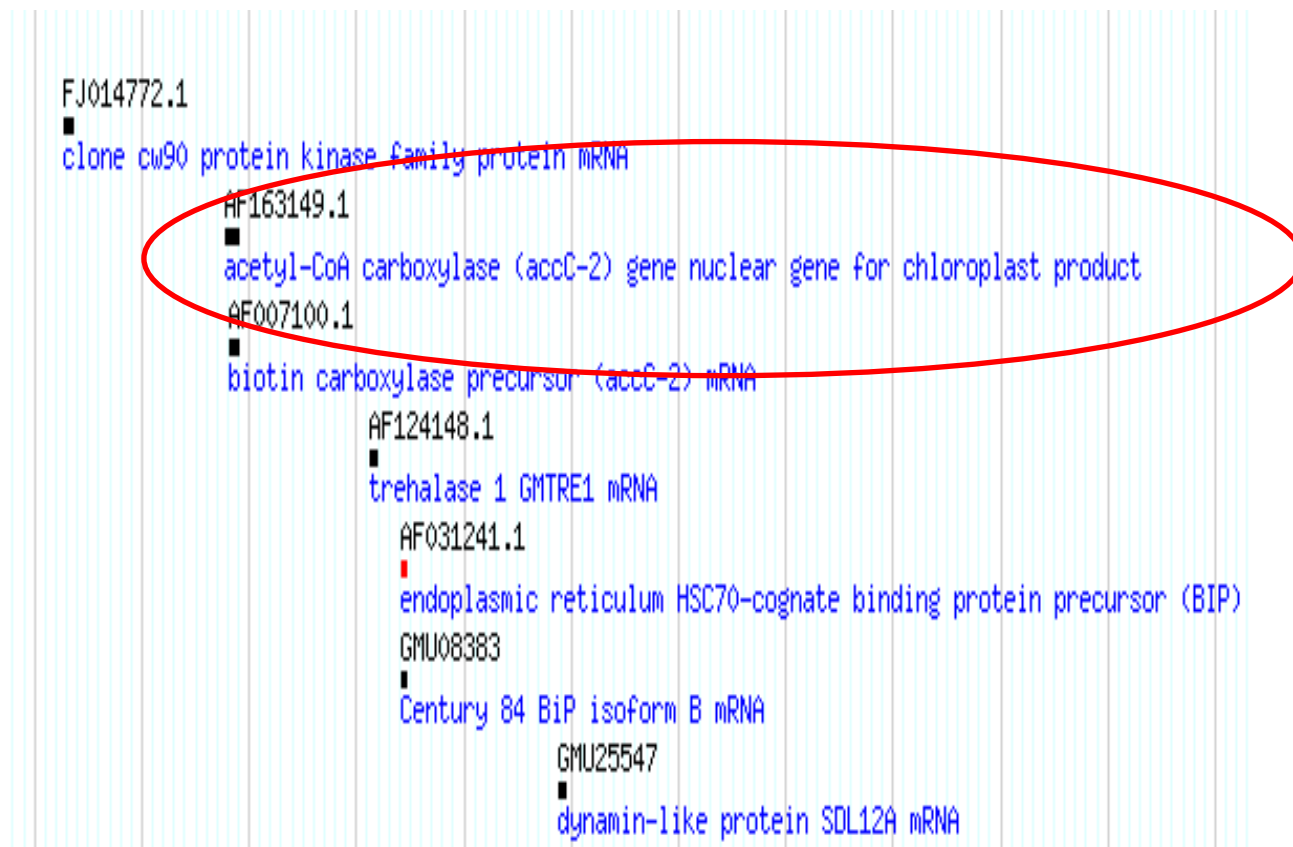 FJ014772.1
clone cw90 protein kinase family protein mRNA
AF163149.1
acetyl-CoA carboxylase (accC-2) gene nuclear gene for chloroplast product
AF007100.1
biotin carboxylase precursor (accC-2) mRNA
AF124148.1
trehalase 1 GMTRE1 mRNA
AF031241.1
endoplasmic reticulum HSC70-cognate binding protein precursor (BIP)
GMU08383
Century 84 BiP isoform B mRNA
GMU25547
dynamin-like protein SDL12A mRNA